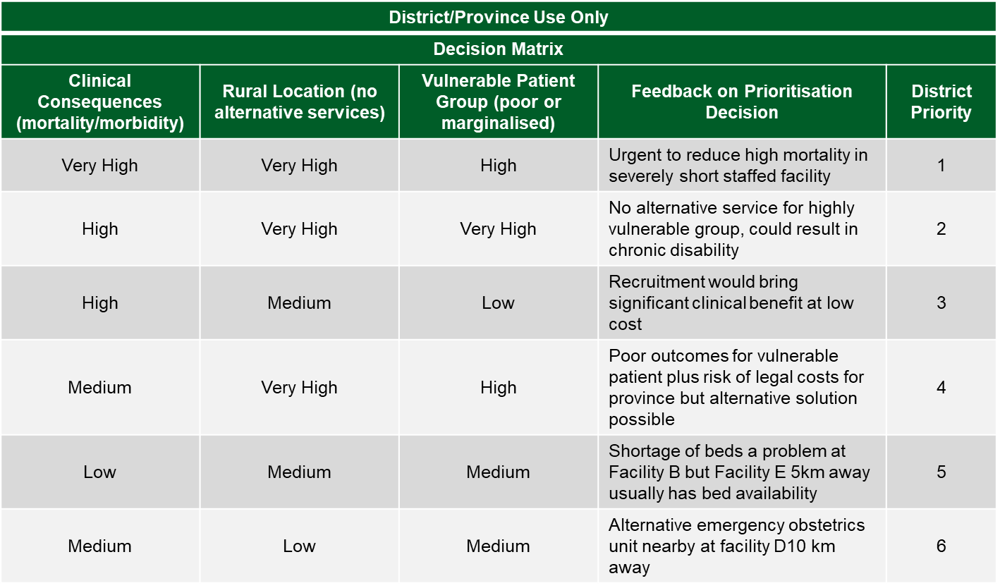 District/Province Use Only
Decision Matrix
Clinical
Consequences
(mortality/morbidity)
Rural Location (no
alternative services)
Vulnerable Patient
Group (poor or
marginalised)
Feedback on Prioritisation
Decision
District
Priority
Very High
Very High
High
Urgent to reduce high mortality in
severely short staffed facility
1
High
Very High
Very High
No alternative service for highly
vulnerable group, could result in
chronic disability
2
High
Medium
Low
Recruitment would bring
significant clinical benefit at low
cost
3
Medium
Very High
High
Poor outcomes for vulnerable
patient plus risk of legal costs for
province but alternative solution
possible
4
Low
Medium
Medium
Shortage of beds a problem at
Facility B but Facility E 5km away
usually has bed availability
5
Medium
Low
Medium
Alternative emergency obstetrics
unit nearby at facility D10 km
away
6